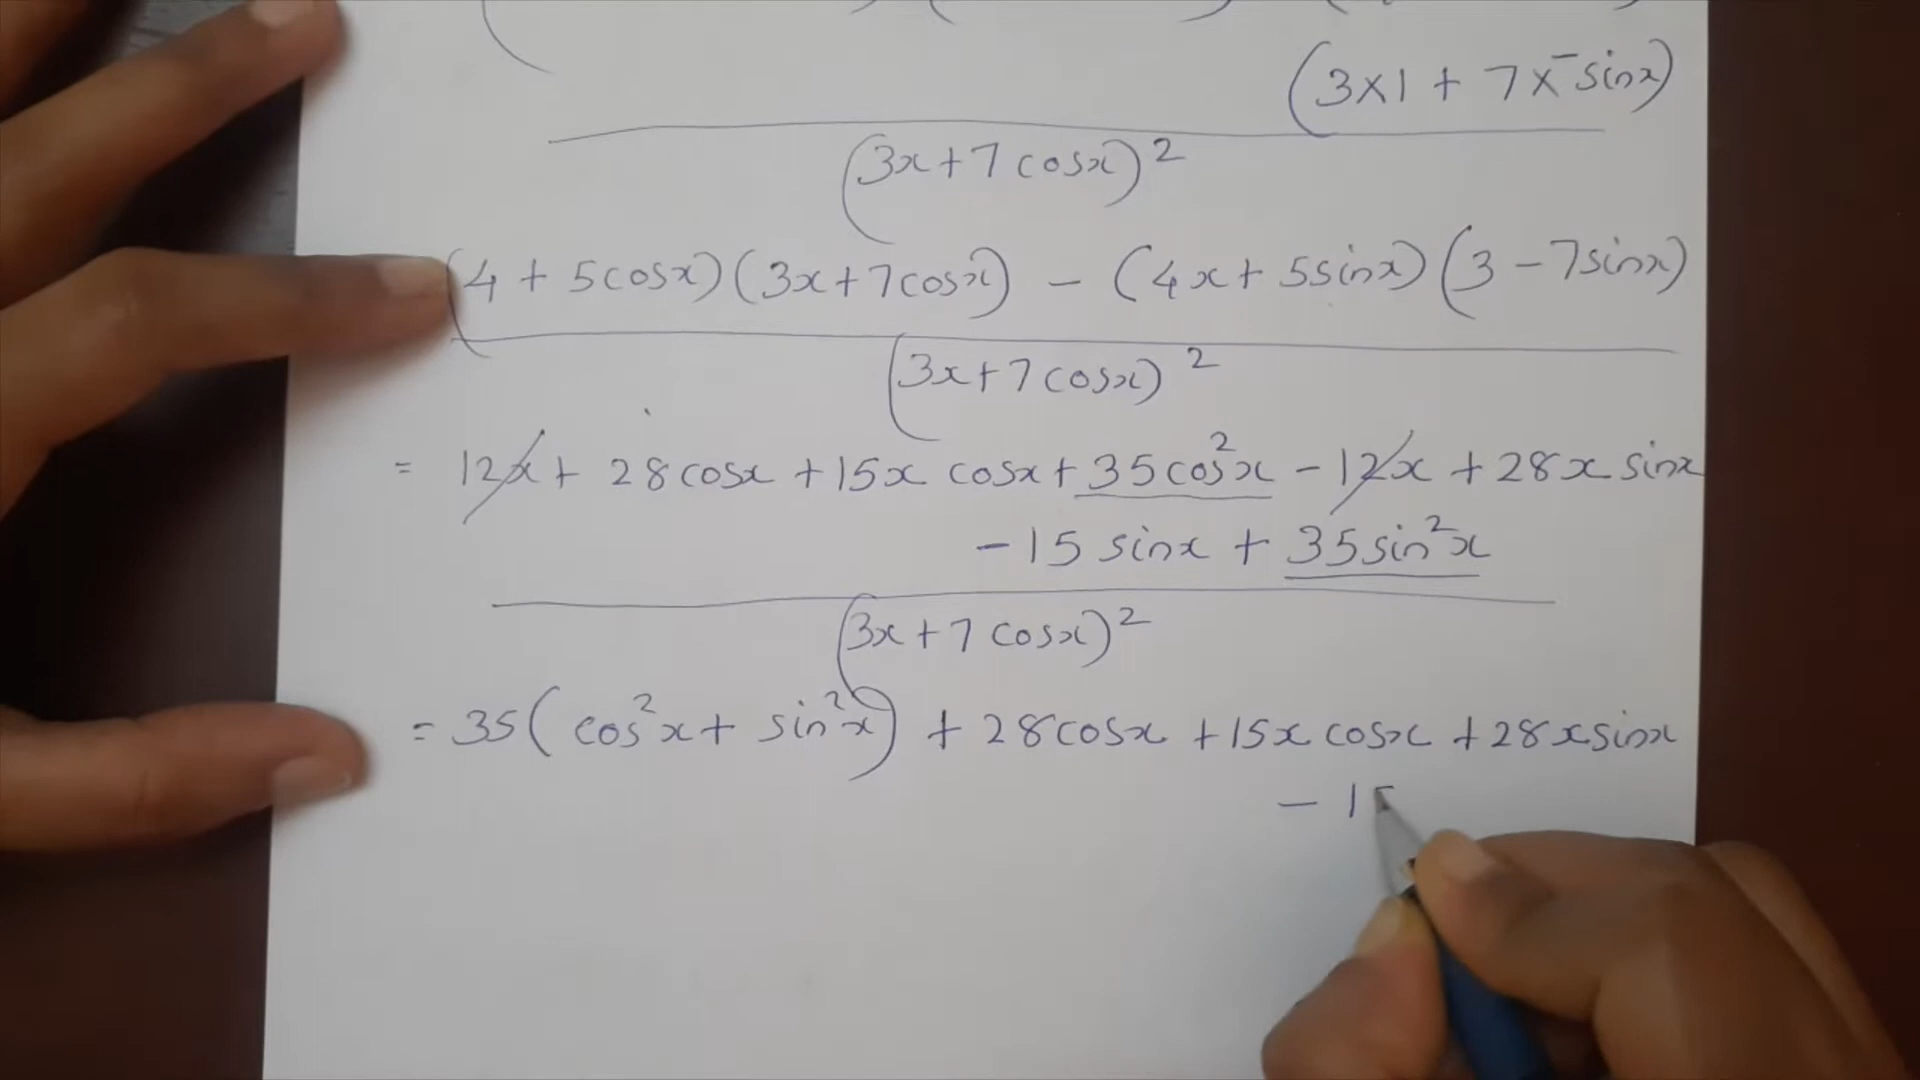 (3×1 + 7×-sinx)
(3x+7cosx)²
(4 + 5cosx)(3x+7cosx) - (4x+5sinx)(3-7sinx)
(3x+7cosx)²
= 12x + 28cosx +15x cosx + 35cos²x - 12x + 28x sinx
- 15 sinx + 35sin²x
(3x+7cosx)²
= 35(cos²x + sin²x) + 28cosx +15x cosx +28xsinx
- 15